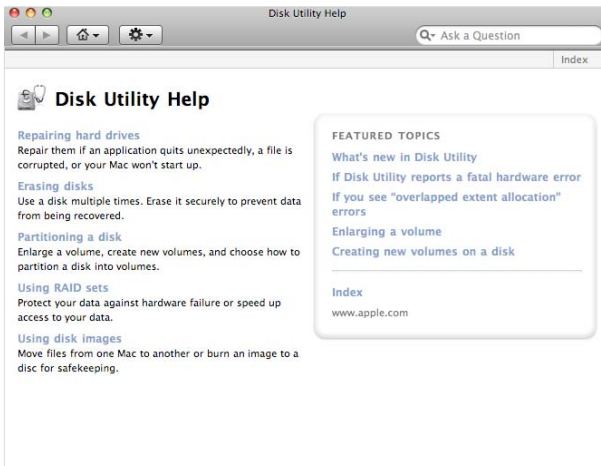 Disk Utility Help
Ask a Question
Index
Disk Utility Help
Repairing hard drives
Repair them if an application quits unexpectedly, a file is
corrupted, or your Mac won't start up.
Erasing disks
Use a disk multiple times. Erase it securely to prevent data
from being recovered.
Partitioning a disk
Enlarge a volume, create new volumes, and choose how to
partition a disk into volumes.
Using RAID sets
Protect your data against hardware failure or speed up
access to your data.
Using disk images
Move files from one Mac to another or burn an image to a
disc for safekeeping.
FEATURED TOPICS
What's new in Disk Utility
If Disk Utility reports a fatal hardware error
If you see "overlapped extent allocation"
errors
Enlarging a volume
Creating new volumes on a disk
Index
www.apple.com